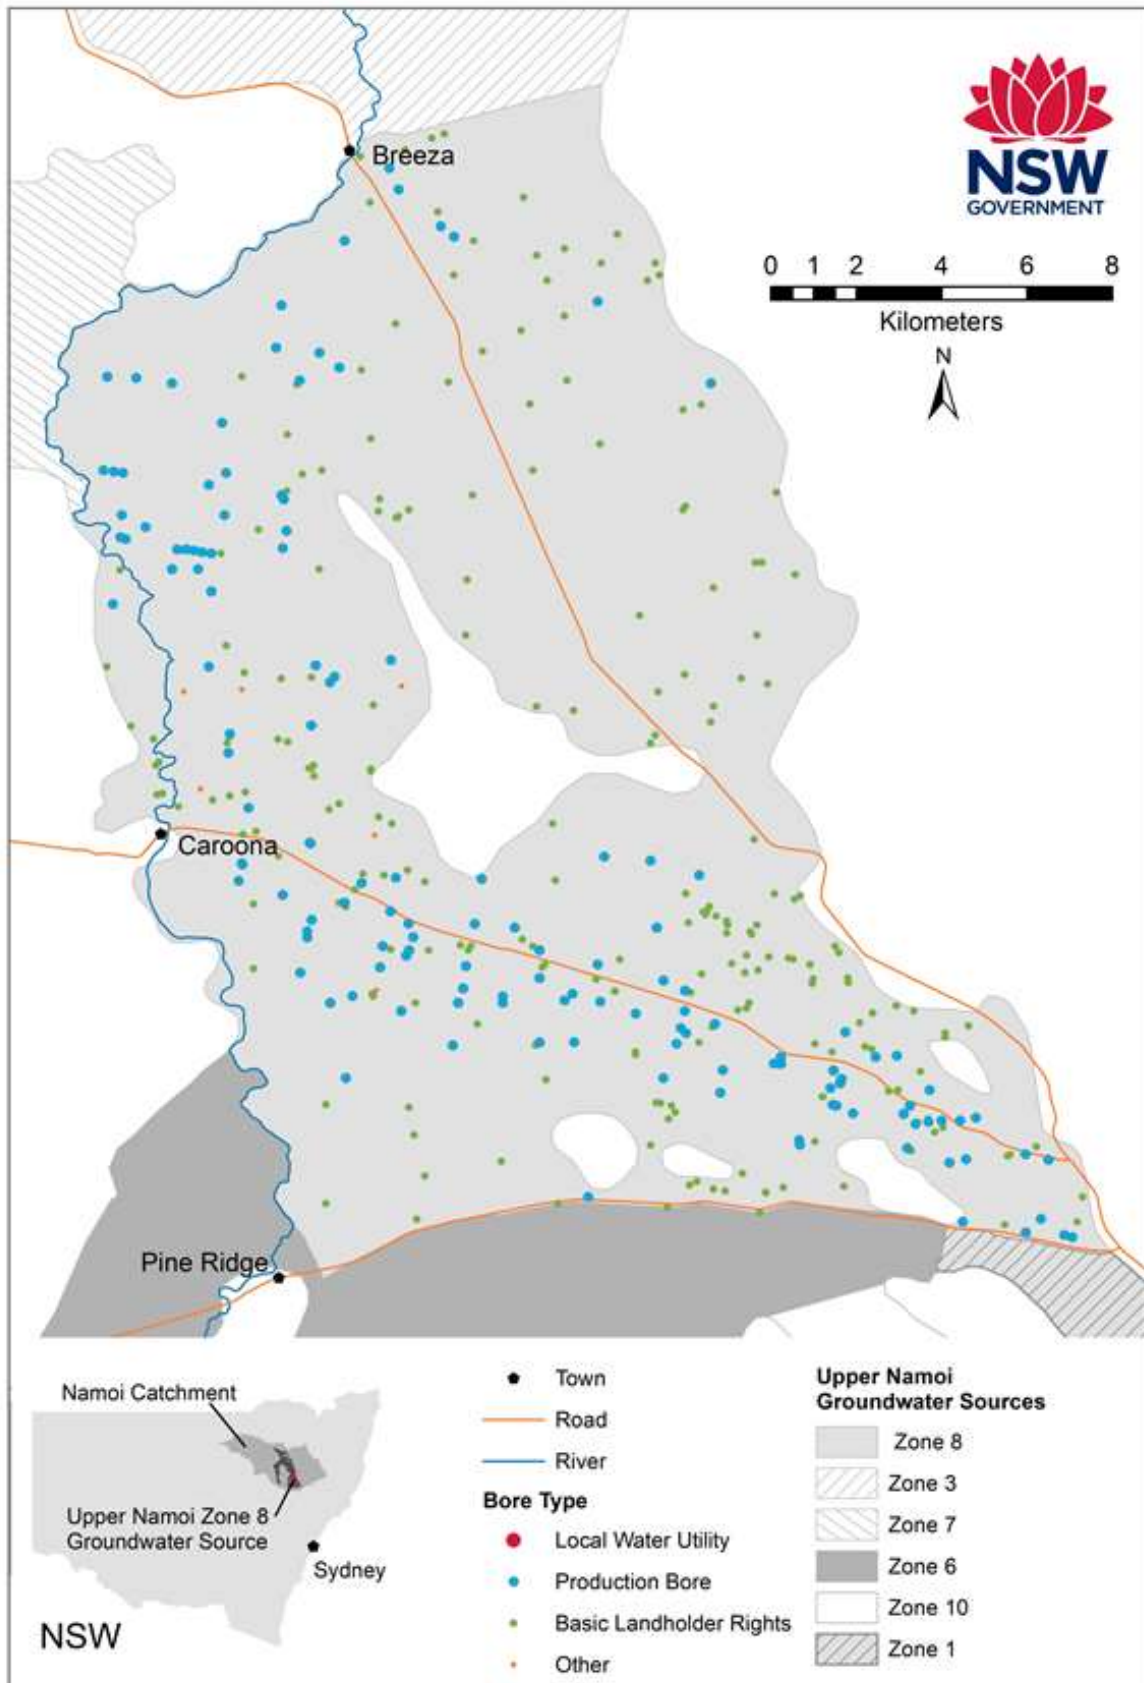 Breeza
NSW
GOVERNMENT
0 1 2 4 6 8
Kilometers
N
Caroona
Pine Ridge
Namoi Catchment
Upper Namoi Zone 8
Groundwater Source
Sydney
NSW
Town
Road
River
Bore Type
Local Water Utility
Production Bore
Basic Landholder Rights
Other
Upper Namoi
Groundwater Sources
Zone 8
Zone 3
Zone 7
Zone 6
Zone 10
Zone 1